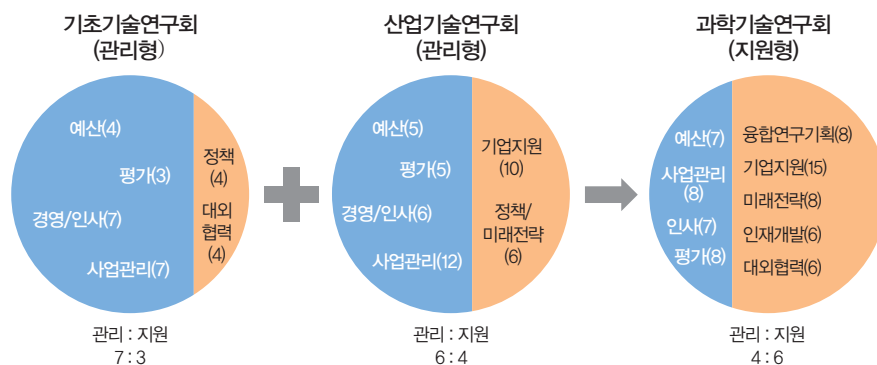 기초기술연구회
(관리형)
예산(4)
평가(3)
경영/인사(7)
사업관리(7)
정책
(4)
대외
협력
(4)
관리 : 지원
7 : 3
산업기술연구회
(관리형)
예산(5)
평가(5)
경영/인사(6)
사업관리(12)
기업지원
(10)
정책/
미래전략
(6)
관리 : 지원
6 : 4
과학기술연구회
(지원형)
예산(7)
사업관리
(8)
인사(7)
평가(8)
융합연구기획(8)
기업지원(15)
미래전략(8)
인재개발(6)
대외협력(6)
관리 : 지원
4 : 6